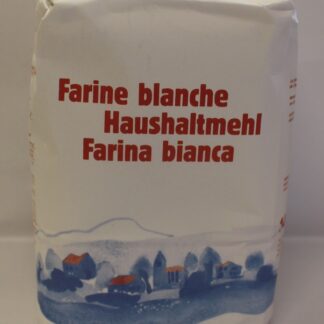 Farine blanche
Haushaltmehl
Farina bianca